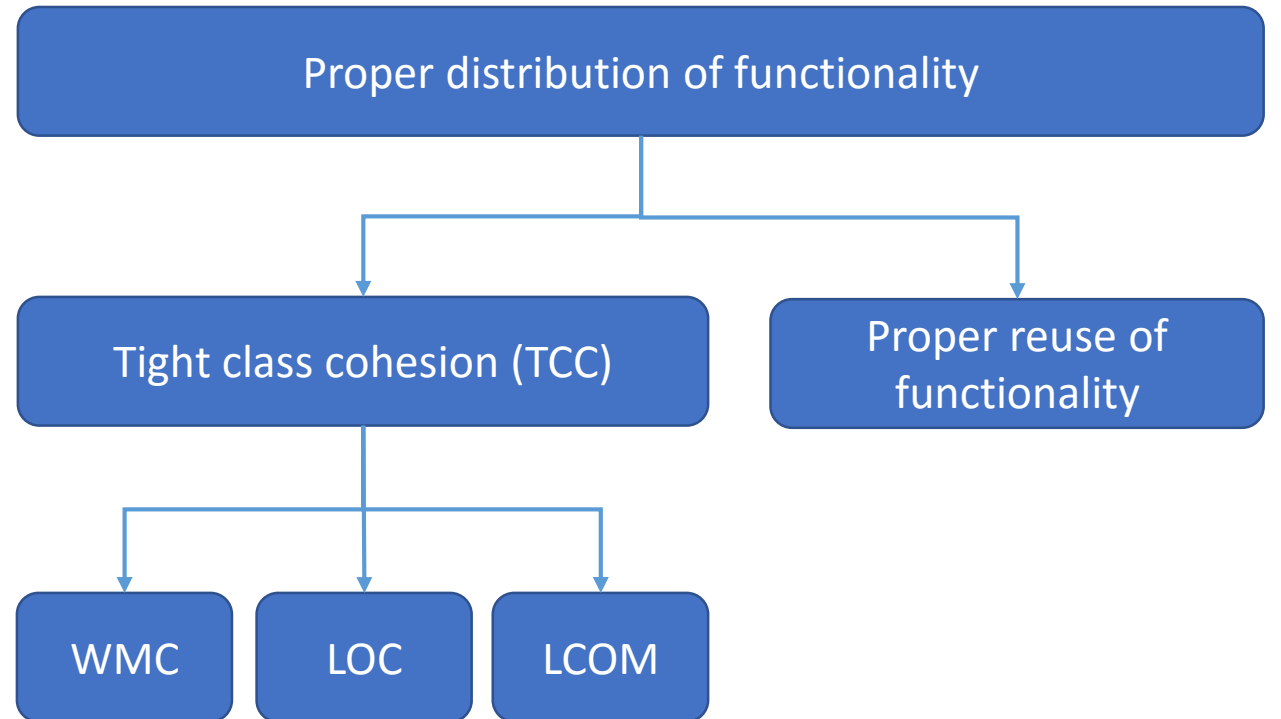 Proper distribution of functionality
Tight class cohesion (TCC)
Proper reuse of
functionality
WMC
LOC
LCOM